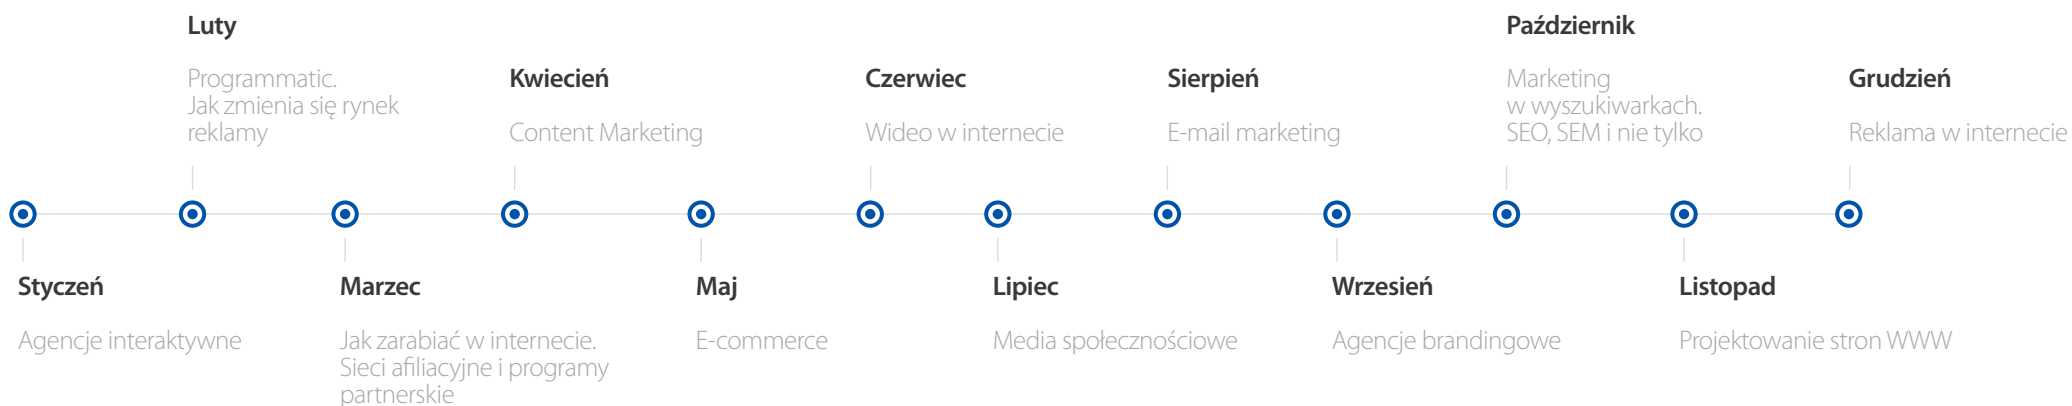 Luty
Programmatic.
Jak zmienia się rynek
reklamy
Kwiecień
Content Marketing
Czerwiec
Wideo w internecie
Sierpień
E-mail marketing
Październik
Marketing
w wyszukiwarkach.
SEO, SEM i nie tylko
Grudzień
Reklama w internecie
Styczeń
Agencje interaktywne
Marzec
Jak zarabiać w internecie.
Sieci afiliacyjne i programy
partnerskie
Maj
E-commerce
Lipiec
Media społecznościowe
Wrzesień
Agencje brandingowe
Listopad
Projektowanie stron WWW